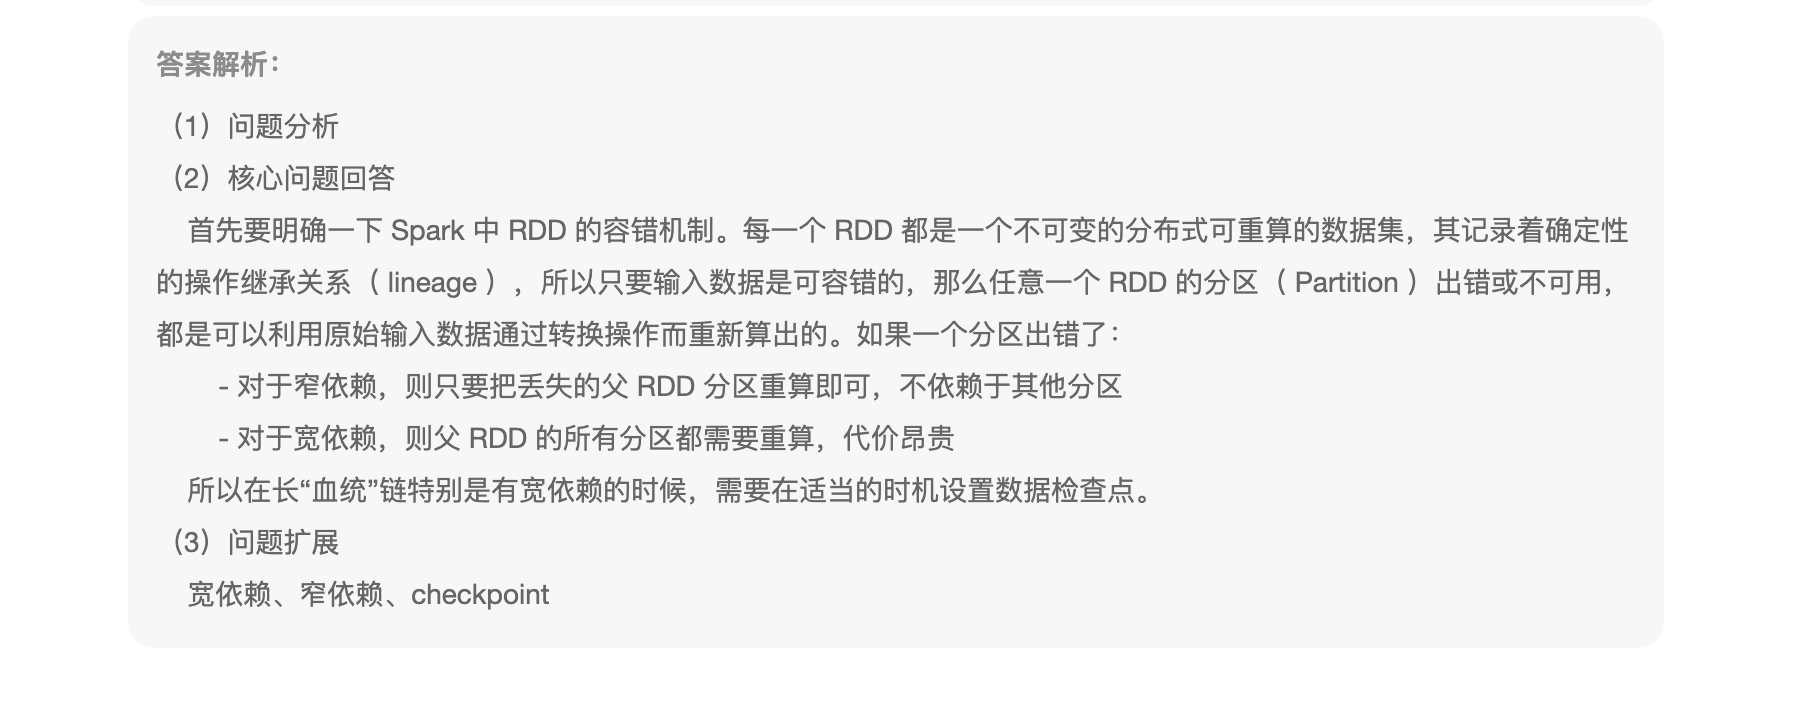 答案解析：
（1）问题分析
（2）核心问题回答
首先要明确一下 Spark 中 RDD 的容错机制。每一个 RDD 都是一个不可变的分布式可重算的数据集，其记录着确定性
的操作继承关系（ lineage ），所以只要输入数据是可容错的，那么任意一个 RDD 的分区（ Partition ）出错或不可用，
都是可以利用原始输入数据通过转换操作而重新算出的。如果一个分区出错了：
- 对于窄依赖，则只要把丢失的父 RDD 分区重算即可，不依赖于其他分区
- 对于宽依赖，则父 RDD 的所有分区都需要重算，代价昂贵
所以在长“血统”链特别是有宽依赖的时候，需要在适当的时机设置数据检查点。
（3）问题扩展
宽依赖、窄依赖、checkpoint